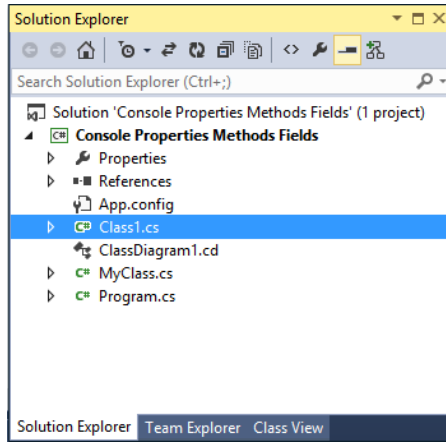 Solution Explorer
Search Solution Explorer (Ctrl+;)
Solution 'Console Properties Methods Fields' (1 project)
C# Console Properties Methods Fields
Properties
References
App.config
C# Class1.cs
ClassDiagram1.cd
C# MyClass.cs
C# Program.cs
Solution Explorer Team Explorer Class View